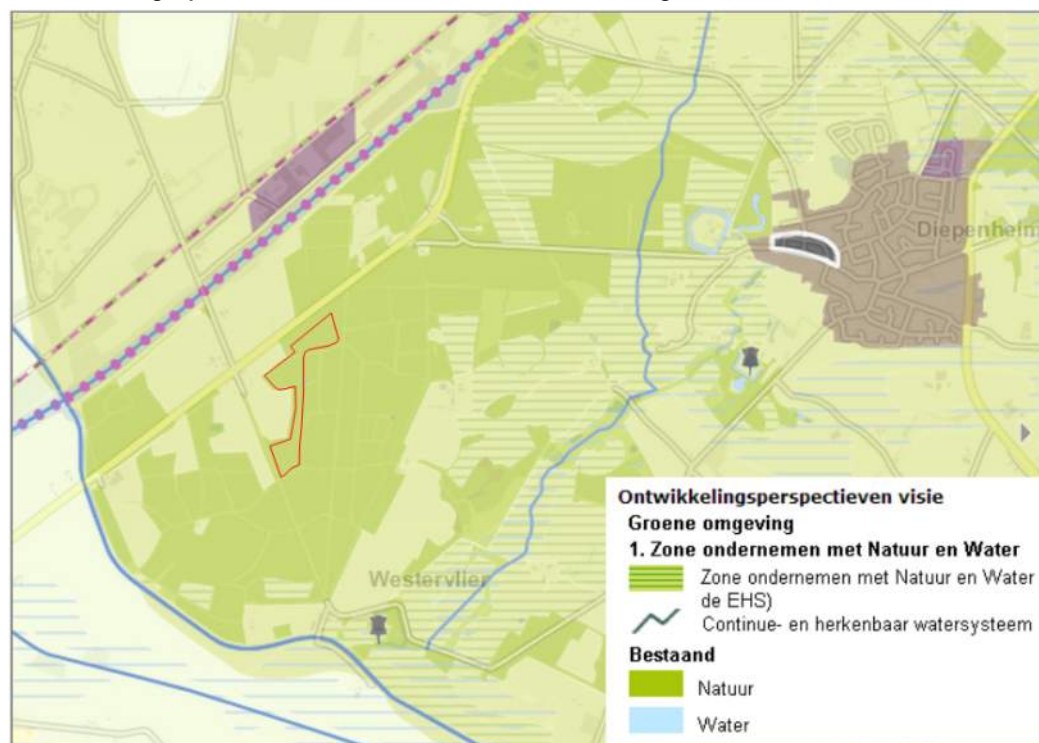 Diepenheim
Westervlier
Ontwikkelingsperspectieven visie
Groene omgeving
1. Zone ondernemen met Natuur en Water
Zone ondernemen met Natuur en Water
de EHS)
Continue- en herkenbaar watersysteem
Bestaand
Natuur
Water